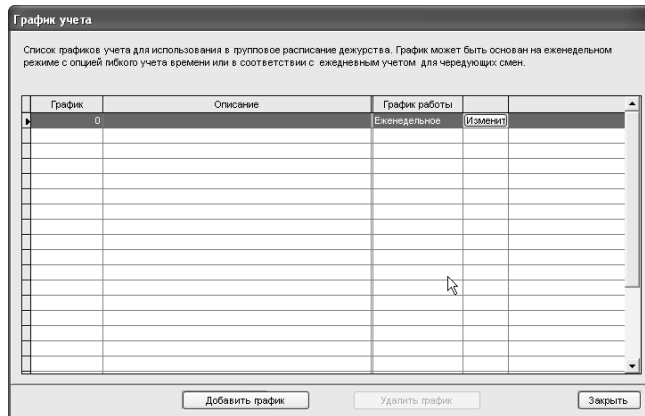 График учета
Список графиков учета для использования в групповое расписание дежурства. График может быть основан на еженедельном
режиме с опцией гибкого учета времени или в соответствии с ежедневным учетом для чередующих смен.
График Описание График работы
0 Еженедельное Изменит
Добавить график Удалить график Закрыть